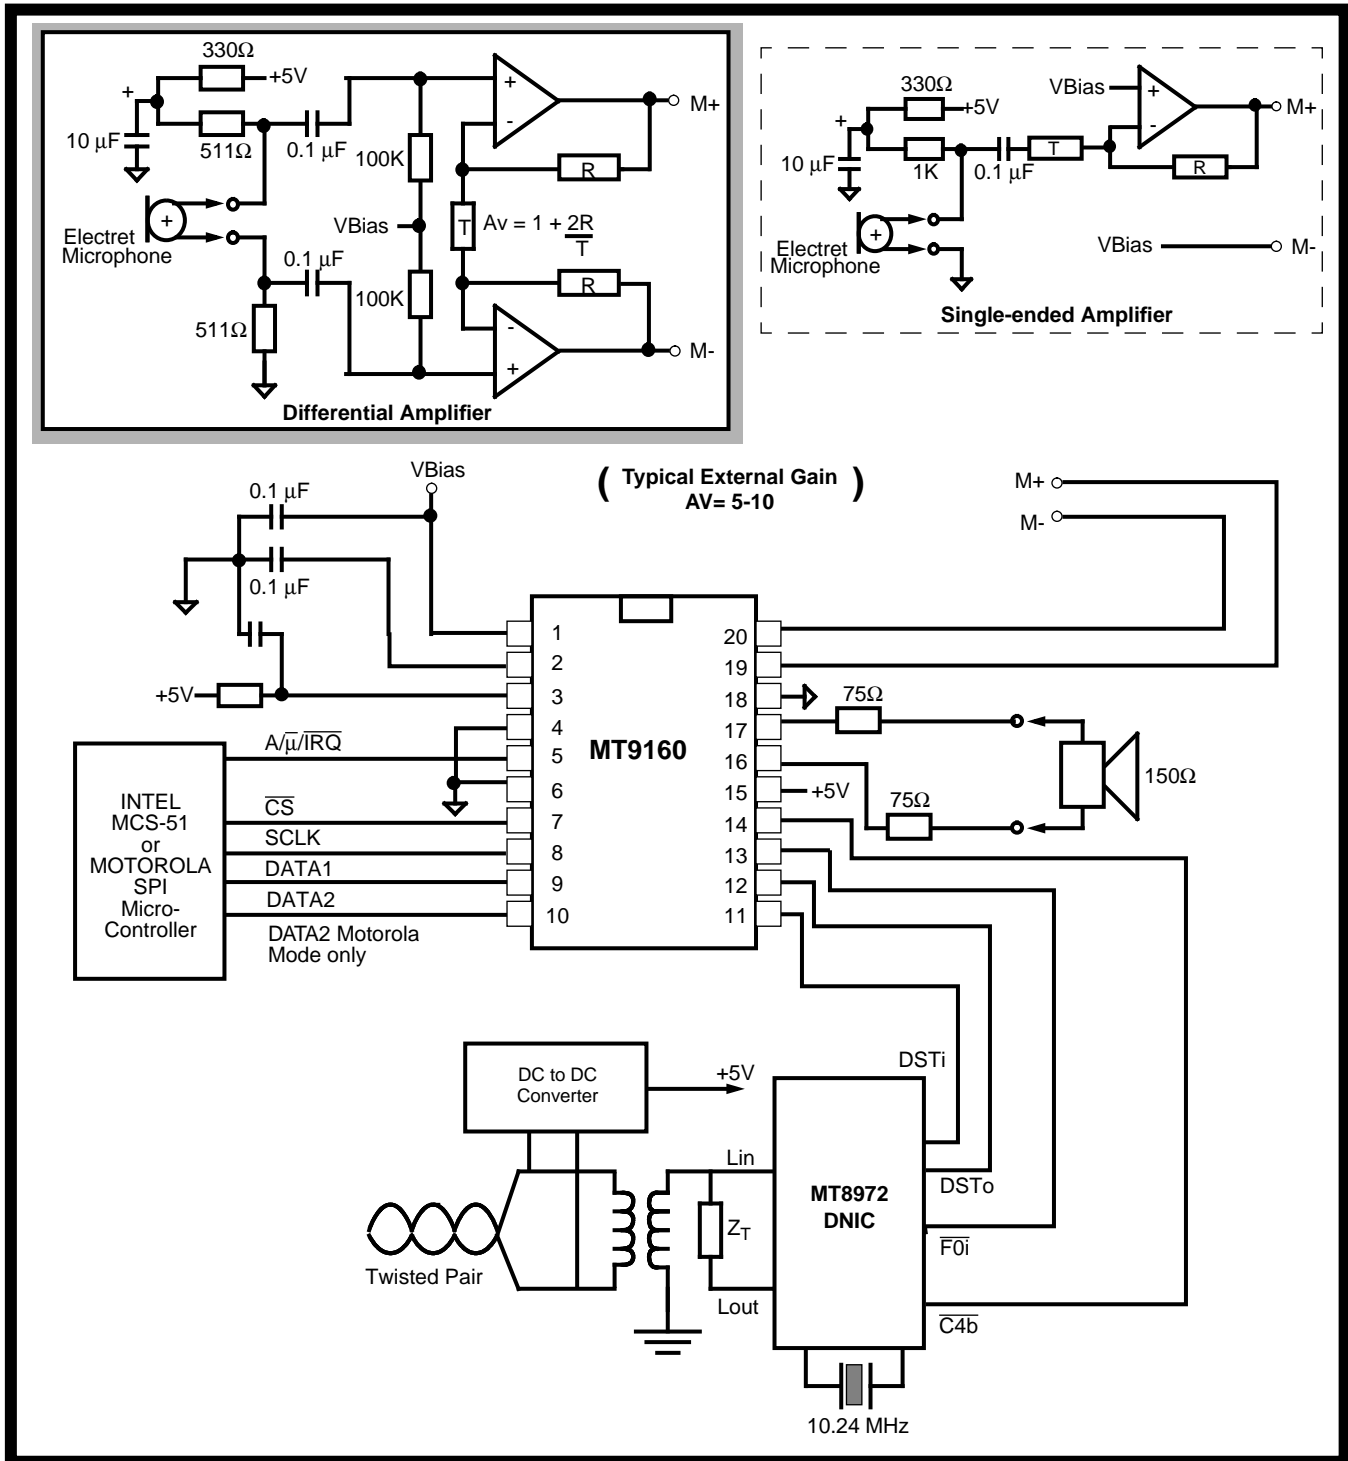 330Ω
+5V
+
10 µF
511Ω
0.1 µF
100K
+
-
M+
R
VBias
T
Av = 1 + 2R
T
+
Electret
Microphone
0.1 µF
100K
R
511Ω
-
+
M-
Differential Amplifier
330Ω
+5V
+
10 µF
1K
0.1 µF
T
VBias
+
-
M+
R
+
Electret
Microphone
VBias
M-
Single-ended Amplifier
VBias
0.1 µF
0.1 µF
( Typical External Gain )
AV= 5-10
M+
M-
+5V
1
2
3
4
5
6
7
8
9
10
MT9160
20
19
18
17
16
15
14
13
12
11
75Ω
+5V
75Ω
150Ω
INTEL
MCS-51
or
MOTOROLA
SPI
Micro-
Controller
A/μ̅/I̅R̅Q̅
C̅S̅
SCLK
DATA1
DATA2
DATA2 Motorola
Mode only
DC to DC
Converter
+5V
DSTi
Lin
MT8972
DNIC
DSTo
ZT
F̅0̅i̅
Twisted Pair
Lout
C̅4̅b̅
10.24 MHz